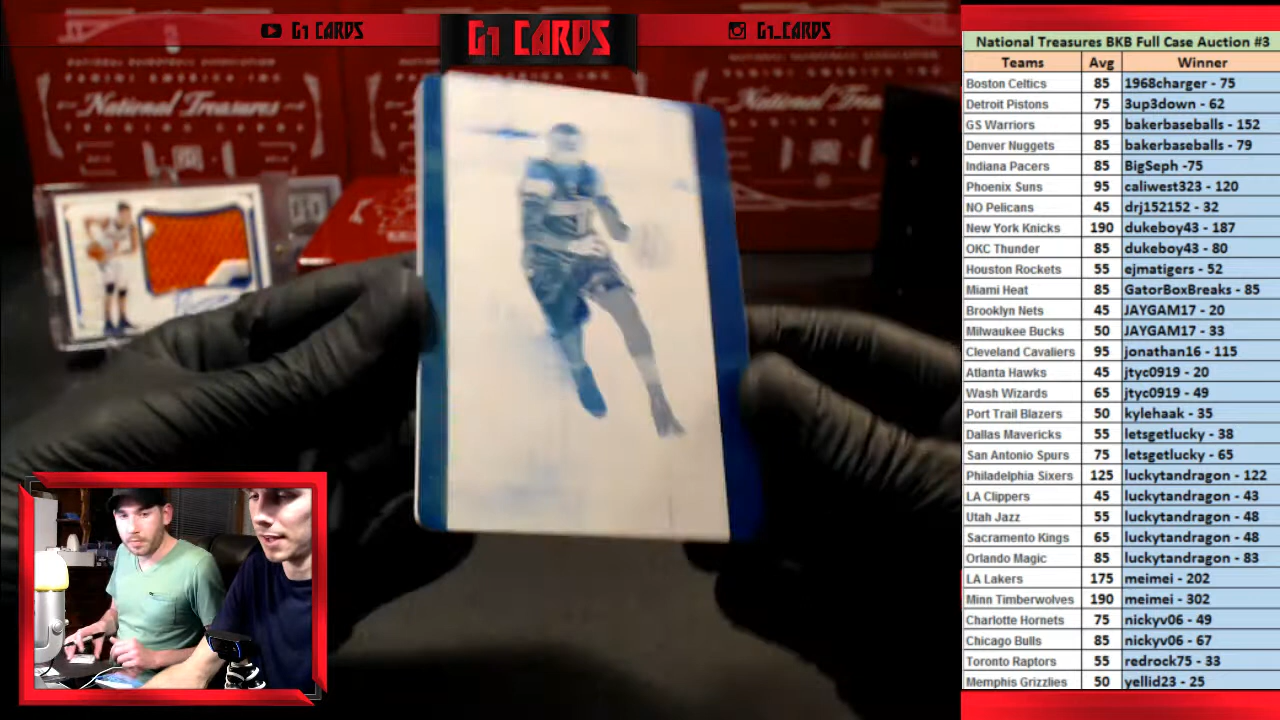 G1 CARDS
G1 CARDS
G1_CARDS
National Treasures
National Treasures
National Treasures BKB Full Case Auction #3
Teams Avg Winner
Boston Celtics 85 1968charger - 75
Detroit Pistons 75 3up3down - 62
GS Warriors 95 bakerbaseballs - 152
Denver Nuggets 85 bakerbaseballs - 79
Indiana Pacers 85 BigSeph -75
Phoenix Suns 95 caliwest323 - 120
NO Pelicans 45 drj152152 - 32
New York Knicks 190 dukeboy43 - 187
OKC Thunder 85 dukeboy43 - 80
Houston Rockets 55 ejmatigers - 52
Miami Heat 85 GatorBoxBreaks - 85
Brooklyn Nets 45 JAYGAM17 - 20
Milwaukee Bucks 50 JAYGAM17 - 33
Cleveland Cavaliers 95 jonathan16 - 115
Atlanta Hawks 45 jtyc0919 - 20
Wash Wizards 65 jtyc0919 - 49
Port Trail Blazers 50 kylehaak - 35
Dallas Mavericks 55 letsgetlucky - 38
San Antonio Spurs 75 letsgetlucky - 65
Philadelphia Sixers 125 luckytandragon - 122
LA Clippers 45 luckytandragon - 43
Utah Jazz 55 luckytandragon - 48
Sacramento Kings 65 luckytandragon - 48
Orlando Magic 85 luckytandragon - 83
LA Lakers 175 meimei - 202
Minn Timberwolves 190 meimei - 302
Charlotte Hornets 75 nickyv06 - 49
Chicago Bulls 85 nickyv06 - 67
Toronto Raptors 55 redrock75 - 33
Memphis Grizzlies 50 yellid23 - 25